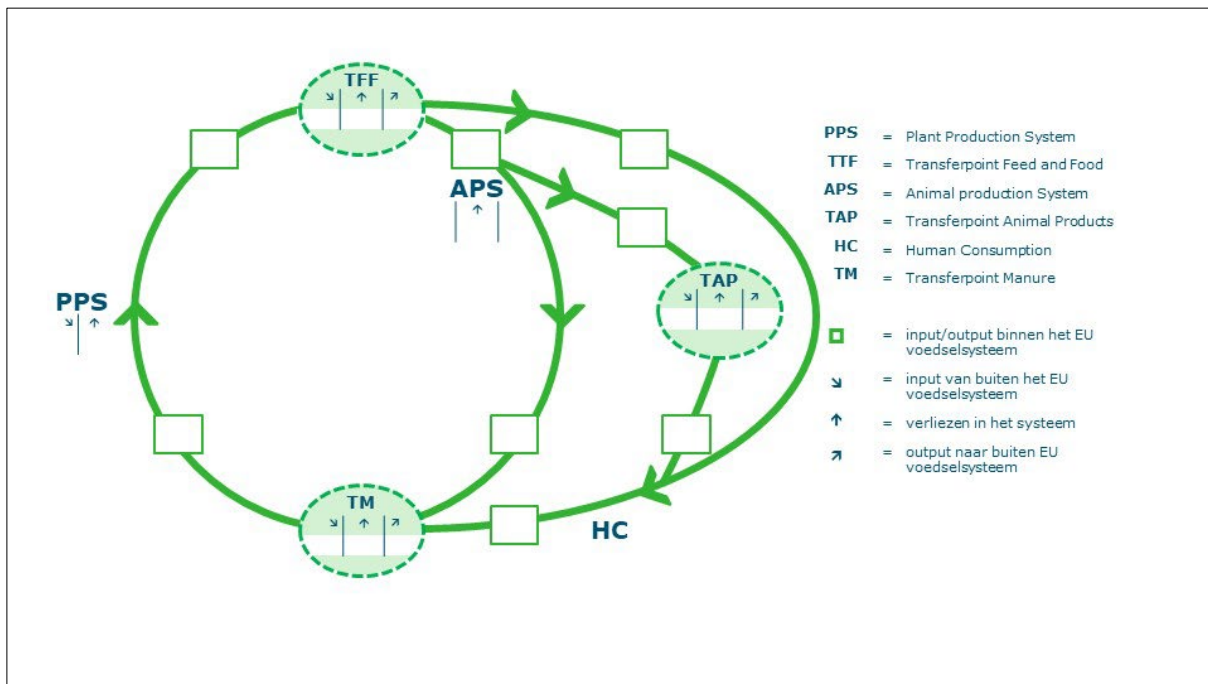 TFF
↘ ↑ ↗
APS
↑
TAP
↘ ↑ ↗
PPS
↘ ↑
TM
↘ ↑ ↗
HC
PPS = Plant Production System
TTF = Transferpoint Feed and Food
APS = Animal production System
TAP = Transferpoint Animal Products
HC = Human Consumption
TM = Transferpoint Manure
= input/output binnen het EU
voedselsysteem
↘ = input van buiten het EU
voedselsysteem
↑ = verliezen in het systeem
↗ = output naar buiten EU
voedselsysteem